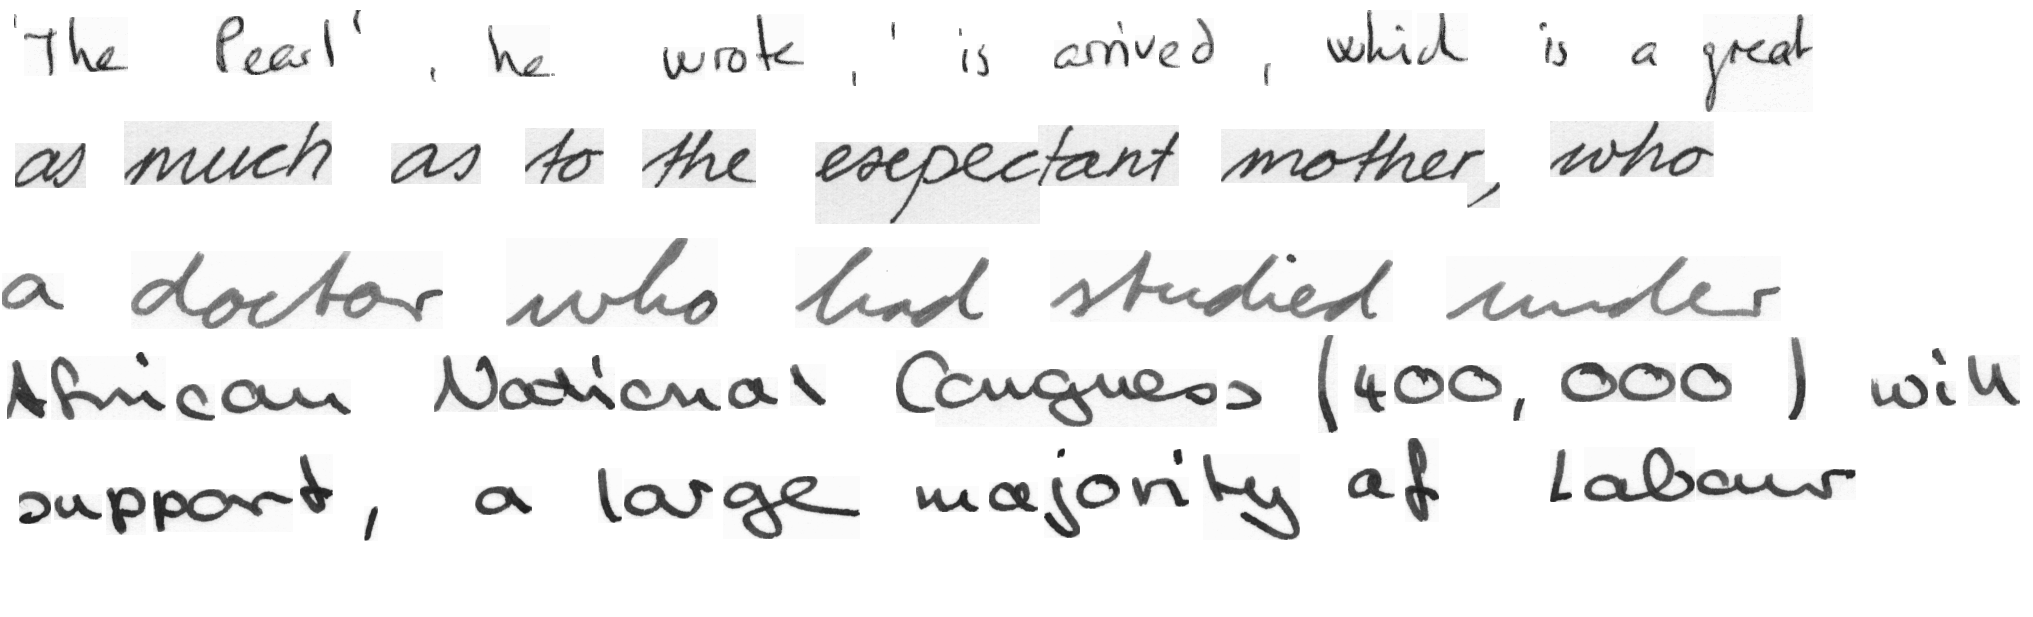 'The Pearl', he wrote, 'is arrived, which is a great
as much as to the exepectant mother, who
a doctor who had studied under
African National Congress (400,000) will
support, a large majority of Labour